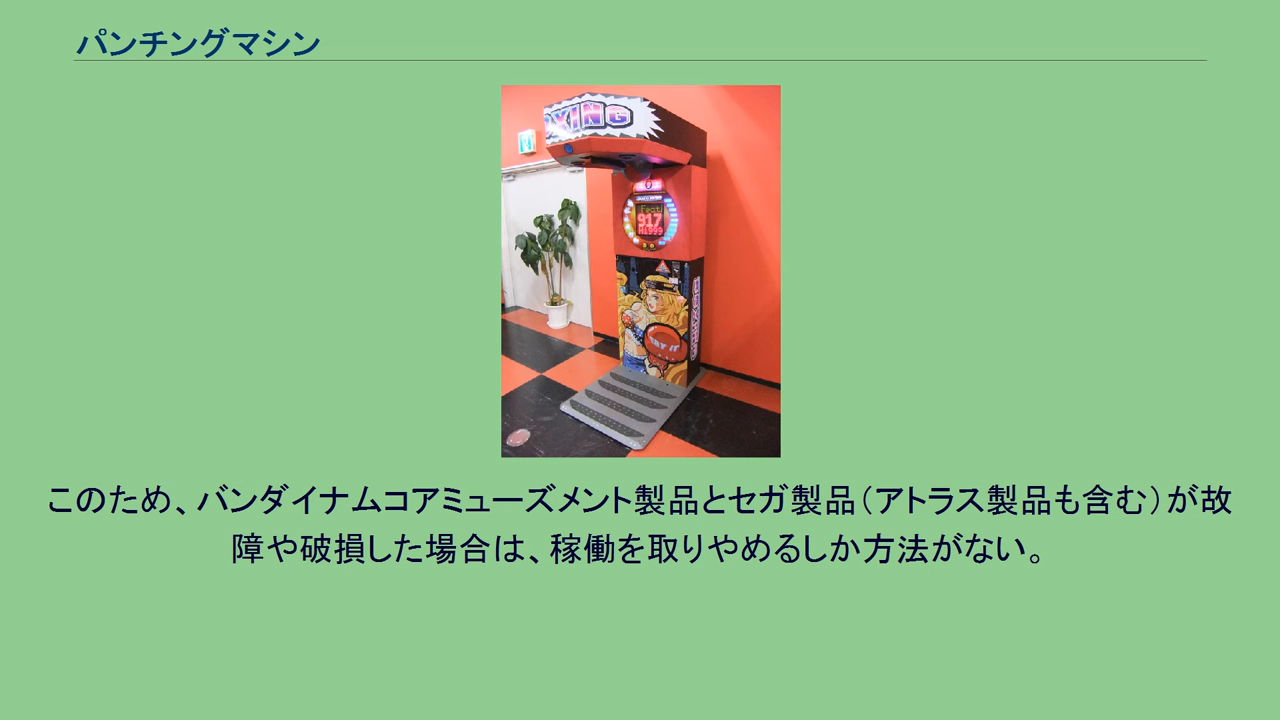 パンチングマシン
XING
917
HI999
このため、バンダイナムコアミューズメント製品とセガ製品（アトラス製品も含む）が故
障や破損した場合は、稼働を取りやめるしか方法がない。